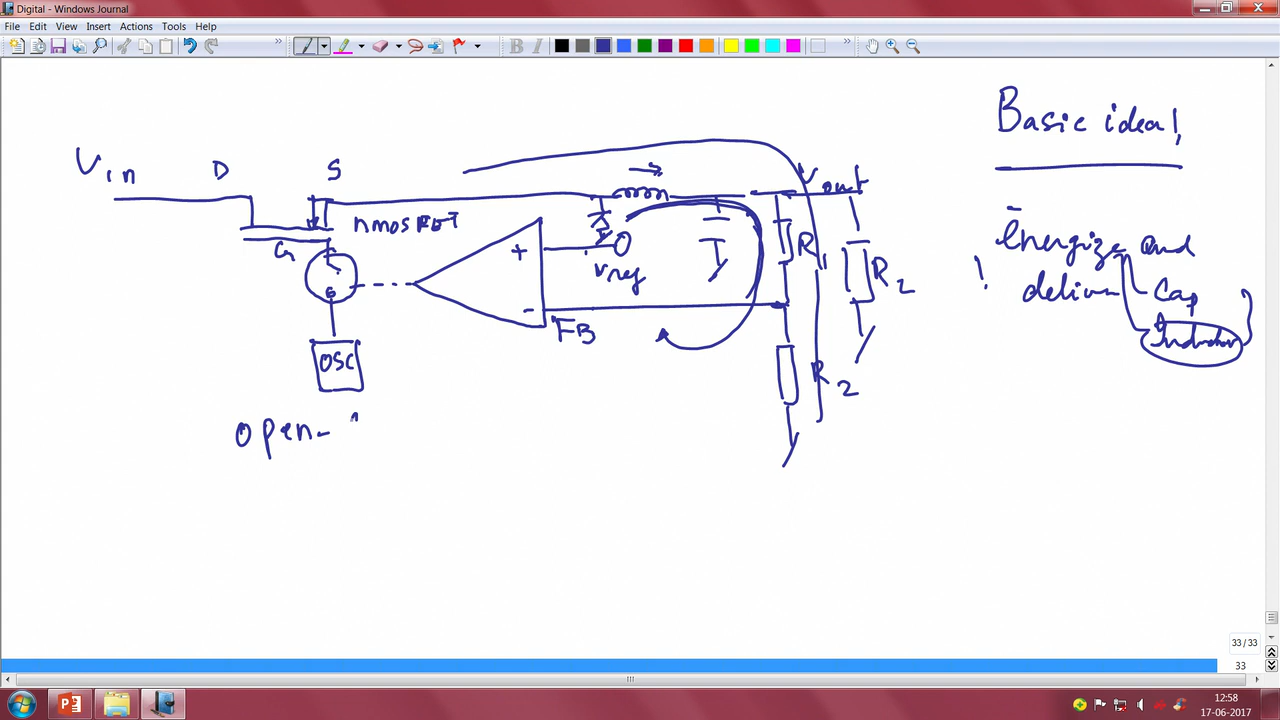 Digital - Windows Journal
File Edit View Insert Actions Tools Help
B I
Basic idea!
Vin D S
Vout
nmosFET
G
+
Vref
R1
R2
- Energize and
deliver
Cap
Inductor
- FB
OSC
R2
open-
33 / 33
33
12:58
17-06-2017